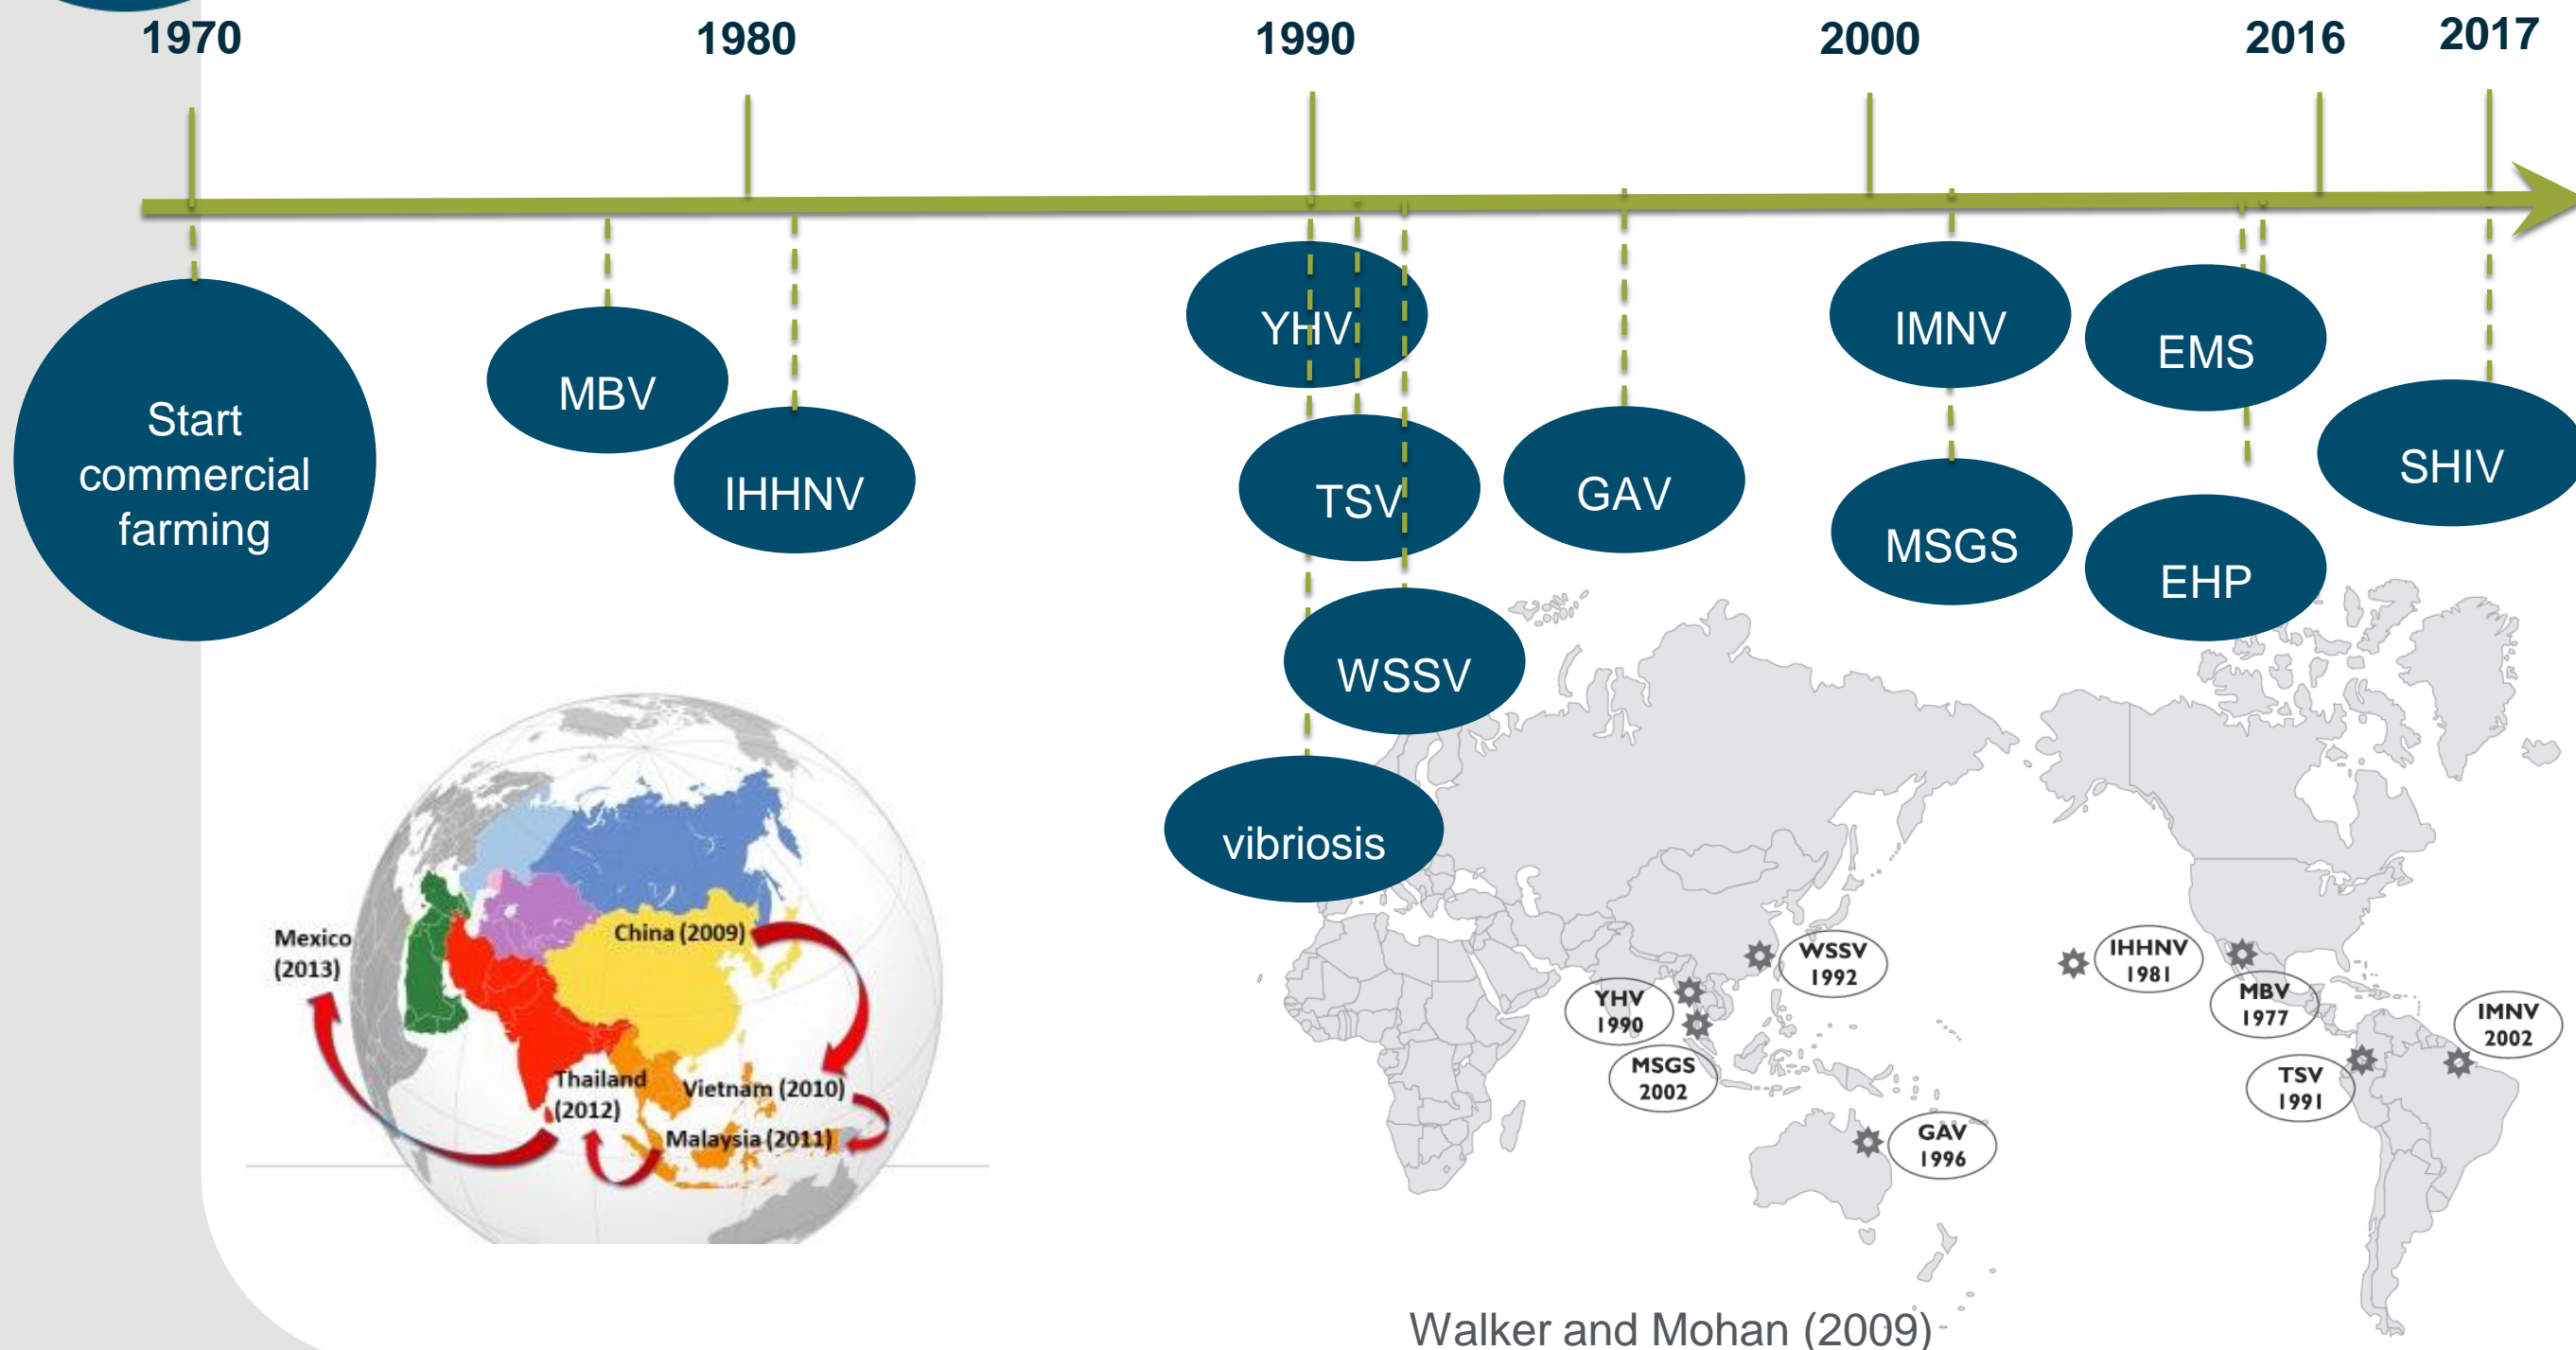 1970
1980
1990
2000
2016
2017
Start
commercial
farming
MBV
IHHNV
YHV
TSV
WSSV
vibriosis
GAV
IMNV
MSGS
EMS
EHP
SHIV
Mexico
(2013)
China (2009)
Thailand
(2012)
Vietnam (2010)
Malaysia (2011)
WSSV
1992
YHV
1990
MSGS
2002
GAV
1996
IHHNV
1981
MBV
1977
IMNV
2002
TSV
1991
Walker and Mohan (2009)